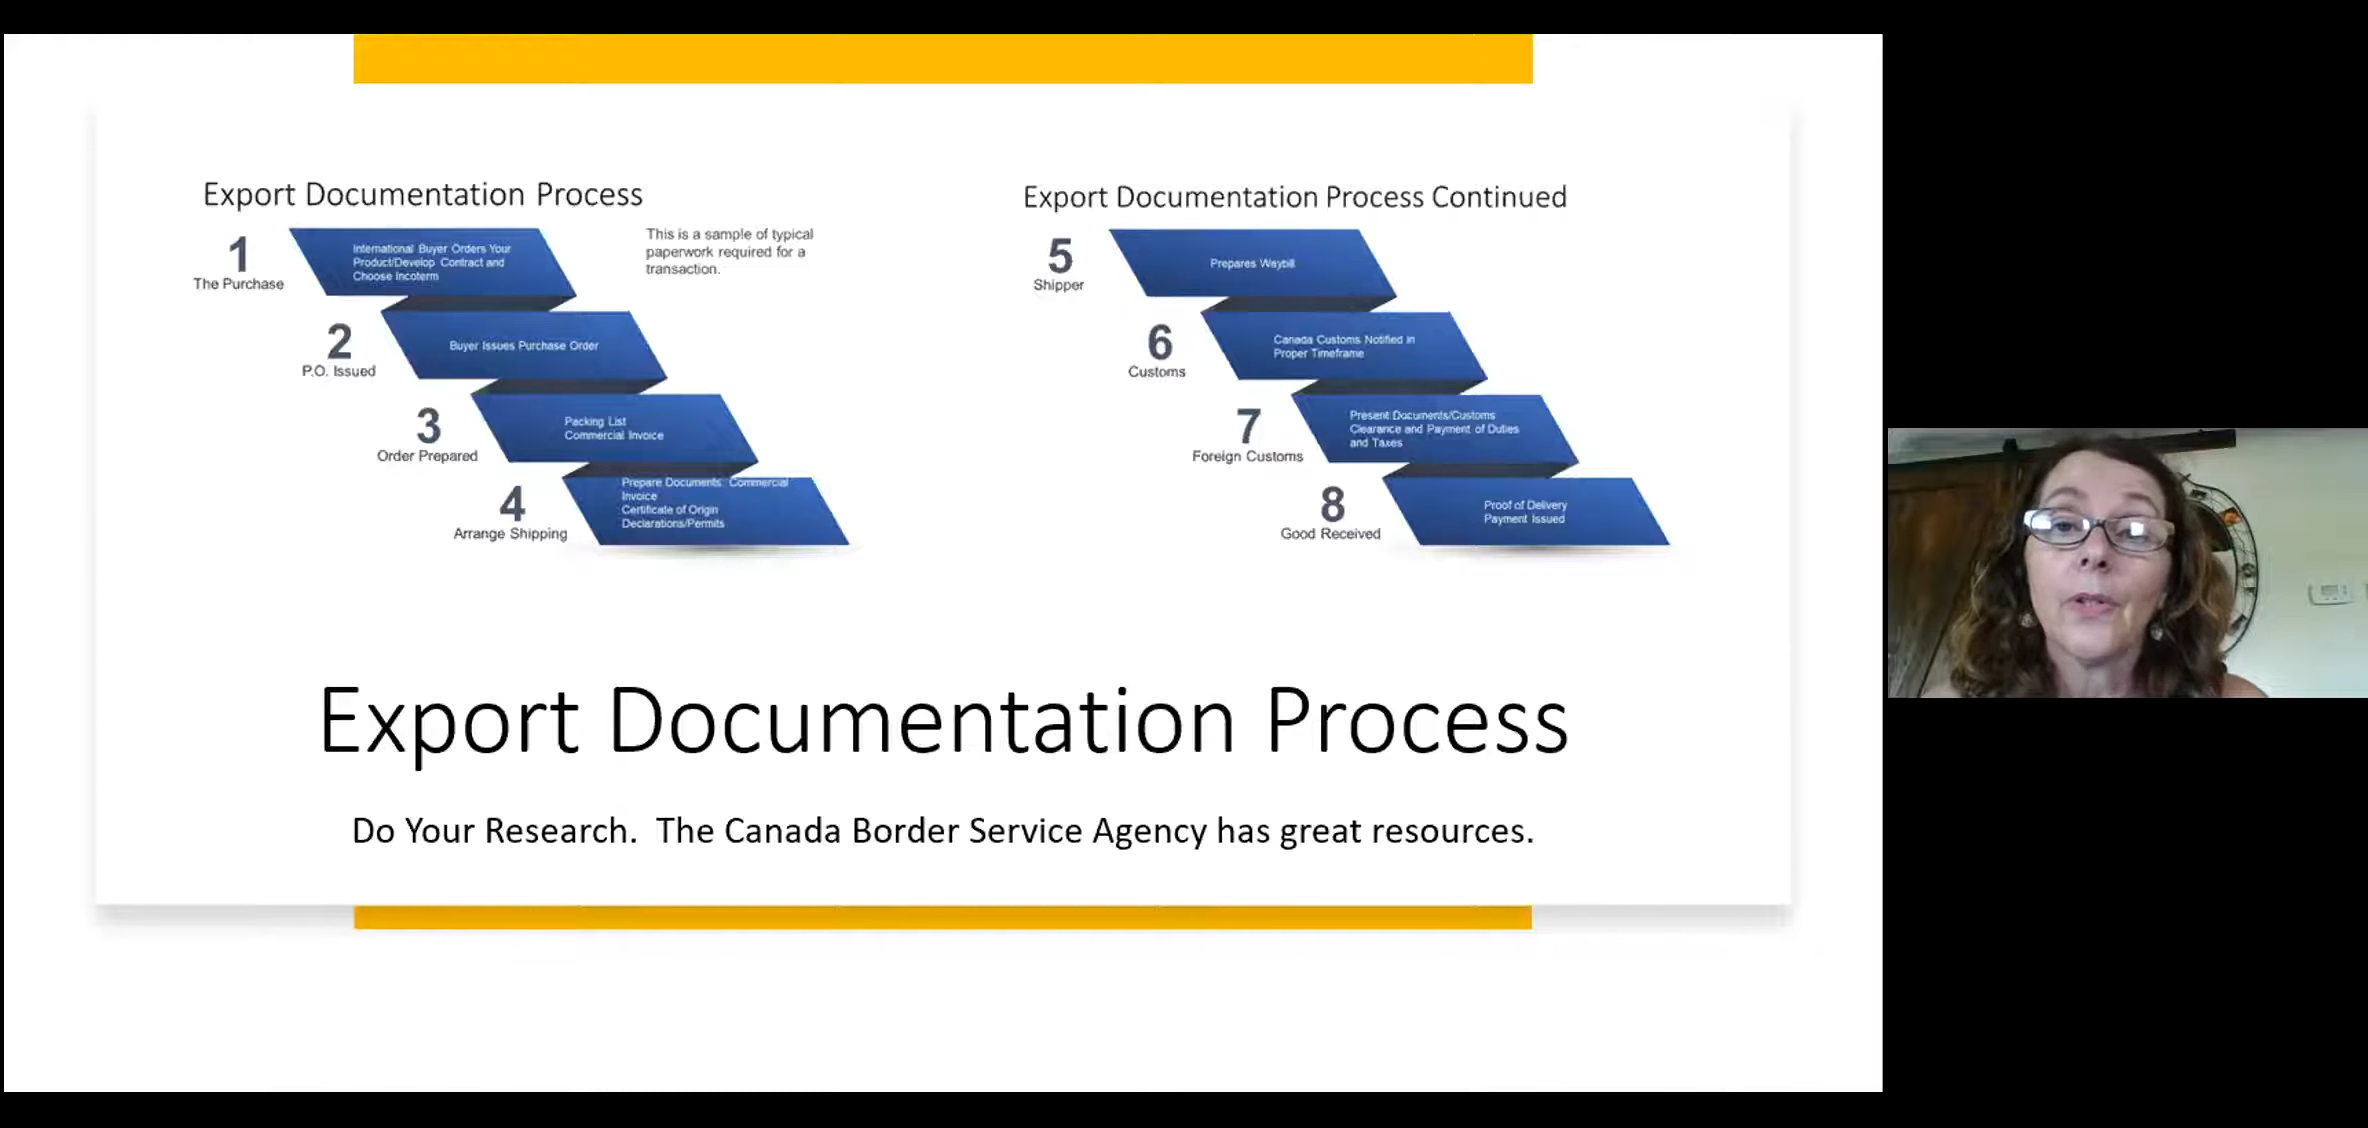 Export Documentation Process
1
The Purchase
International Buyer Orders Your
Product/Develop Contract and
Choose Incoterm
This is a sample of typical
paperwork required for a
transaction.
2
P.O. Issued
Buyer Issues Purchase Order
3
Order Prepared
Packing List
Commercial Invoice
4
Arrange Shipping
Prepare Documents: Commercial
Invoice
Certificate of Origin
Declarations/Permits
Export Documentation Process Continued
5
Shipper
Prepares Waybill
6
Customs
Canada Customs Notified in
Proper Timeframe
7
Foreign Customs
Present Documents/Customs
Clearance and Payment of Duties
and Taxes
8
Good Received
Proof of Delivery
Payment Issued
Export Documentation Process
Do Your Research.  The Canada Border Service Agency has great resources.